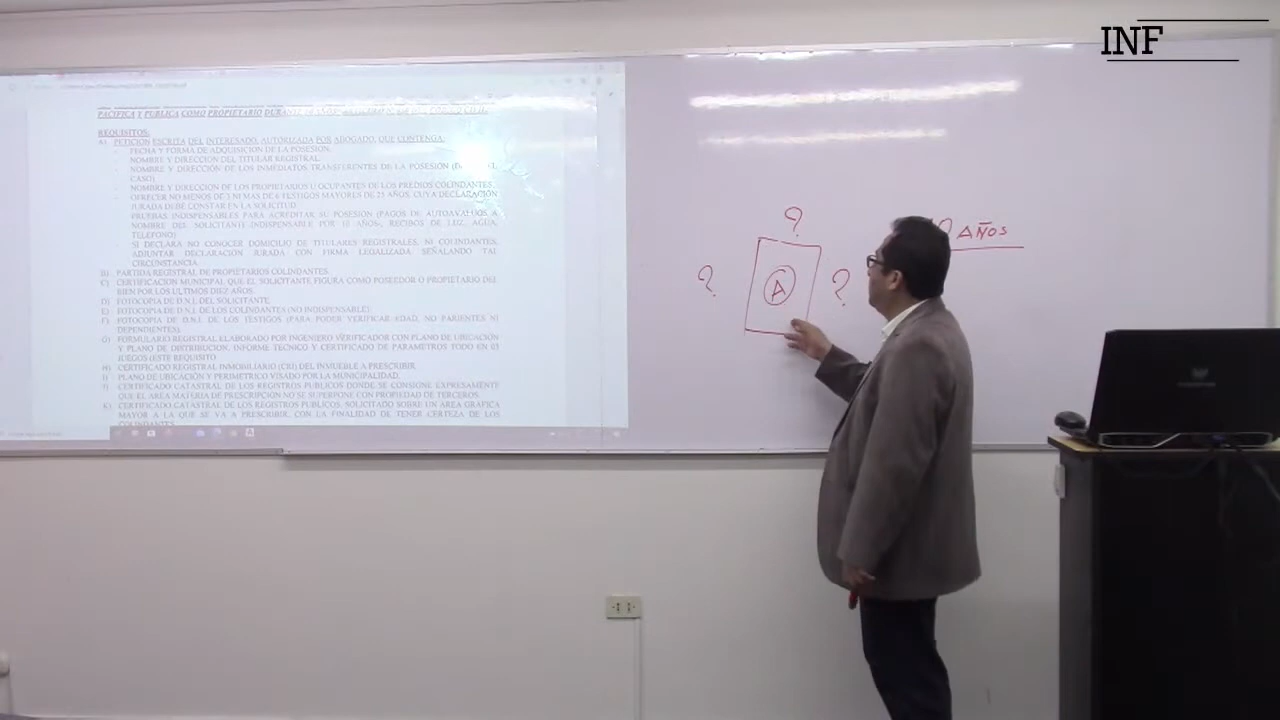 INF
PACIFICA Y PUBLICA COMO PROPIETARIO
REQUISITOS:
A) PETICION ESCRITA DEL INTERESADO, AUTORIZADA POR ABOGADO, QUE CONTENGA:
- FECHA Y FORMA DE ADQUISICION DE LA POSESION.
NOMBRE Y DIRECCION DEL TITULAR REGISTRAL.
- NOMBRE Y DIRECCION DE LOS INMEDIATOS TRANSFERENTES DE LA POSESIÓN
CASO)
- NOMBRE Y DIRECCION DE LOS PROPIETARIOS U OCUPANTES DE LOS PREDIOS COLINDANTES.
- OFRECER NO MENOS DE 3 NI MAS DE 6 TESTIGOS MAYORES DE 25 AÑOS, CUYA DECLARACIÓN
JURADA DEBE CONSTAR EN LA SOLICITUD.
PRUEBAS INDISPENSABLES PARA ACREDITAR SU POSESIÓN (PAGOS DE AUTOAVALUOS A
NOMBRE DEL SOLICITANTE INDISPENSABLE POR 10 AÑOS-, RECIBOS DE LUZ, AGUA,
TELEFONO)
- SI DECLARA NO CONOCER DOMICILIO DE TITULARES REGISTRALES, NI COLINDANTES,
ADJUNTAR DECLARACIÓN JURADA CON FIRMA LEGALIZADA SEÑALANDO TAL
CIRCUNSTANCIA.
B) PARTIDA REGISTRAL DE PROPIETARIOS COLINDANTES.
C) CERTIFICACION MUNICIPAL QUE EL SOLICITANTE FIGURA COMO POSEEDOR O PROPIETARIO DEL
BIEN POR LOS ULTIMOS DIEZ AÑOS.
D) FOTOCOPIA DE D.N.I. DEL SOLICITANTE.
E) FOTOCOPIA DE D.N.I. DE LOS COLINDANTES (NO INDISPENSABLE).
F) FOTOCOPIA DE D.N.I. DE LOS TESTIGOS (PARA PODER VERIFICAR EDAD, NO PARIENTES NI
DEPENDIENTES).
G) FORMULARIO REGISTRAL ELABORADO POR INGENIERO VERIFICADOR CON PLANO DE UBICACIÓN
Y PLANO DE DISTRIBUCION, INFORME TECNICO Y CERTIFICADO DE PARAMETROS TODO EN 03
JUEGOS (ESTE REQUISITO
H) CERTIFICADO REGISTRAL INMOBILIARIO (CRI) DEL INMUEBLE A PRESCRIBIR
I) PLANO DE UBICACIÓN Y PERIMETRICO VISADO POR LA MUNICIPALIDAD.
J) CERTIFICADO CATASTRAL DE LOS REGISTROS PUBLICOS DONDE SE CONSIGNE EXPRESAMENTE
QUE EL AREA MATERIA DE PRESCRIPCION NO SE SUPERPONE CON PROPIEDAD DE TERCEROS.
K) CERTIFICADO CATASTRAL DE LOS REGISTROS PUBLICOS, SOLICITADO SOBRE UN AREA GRÁFICA
MAYOR A LA QUE SE VA A PRESCRIBIR, CON LA FINALIDAD DE TENER CERTEZA DE LOS
COLINDANTES
?
? A ?
AÑOS